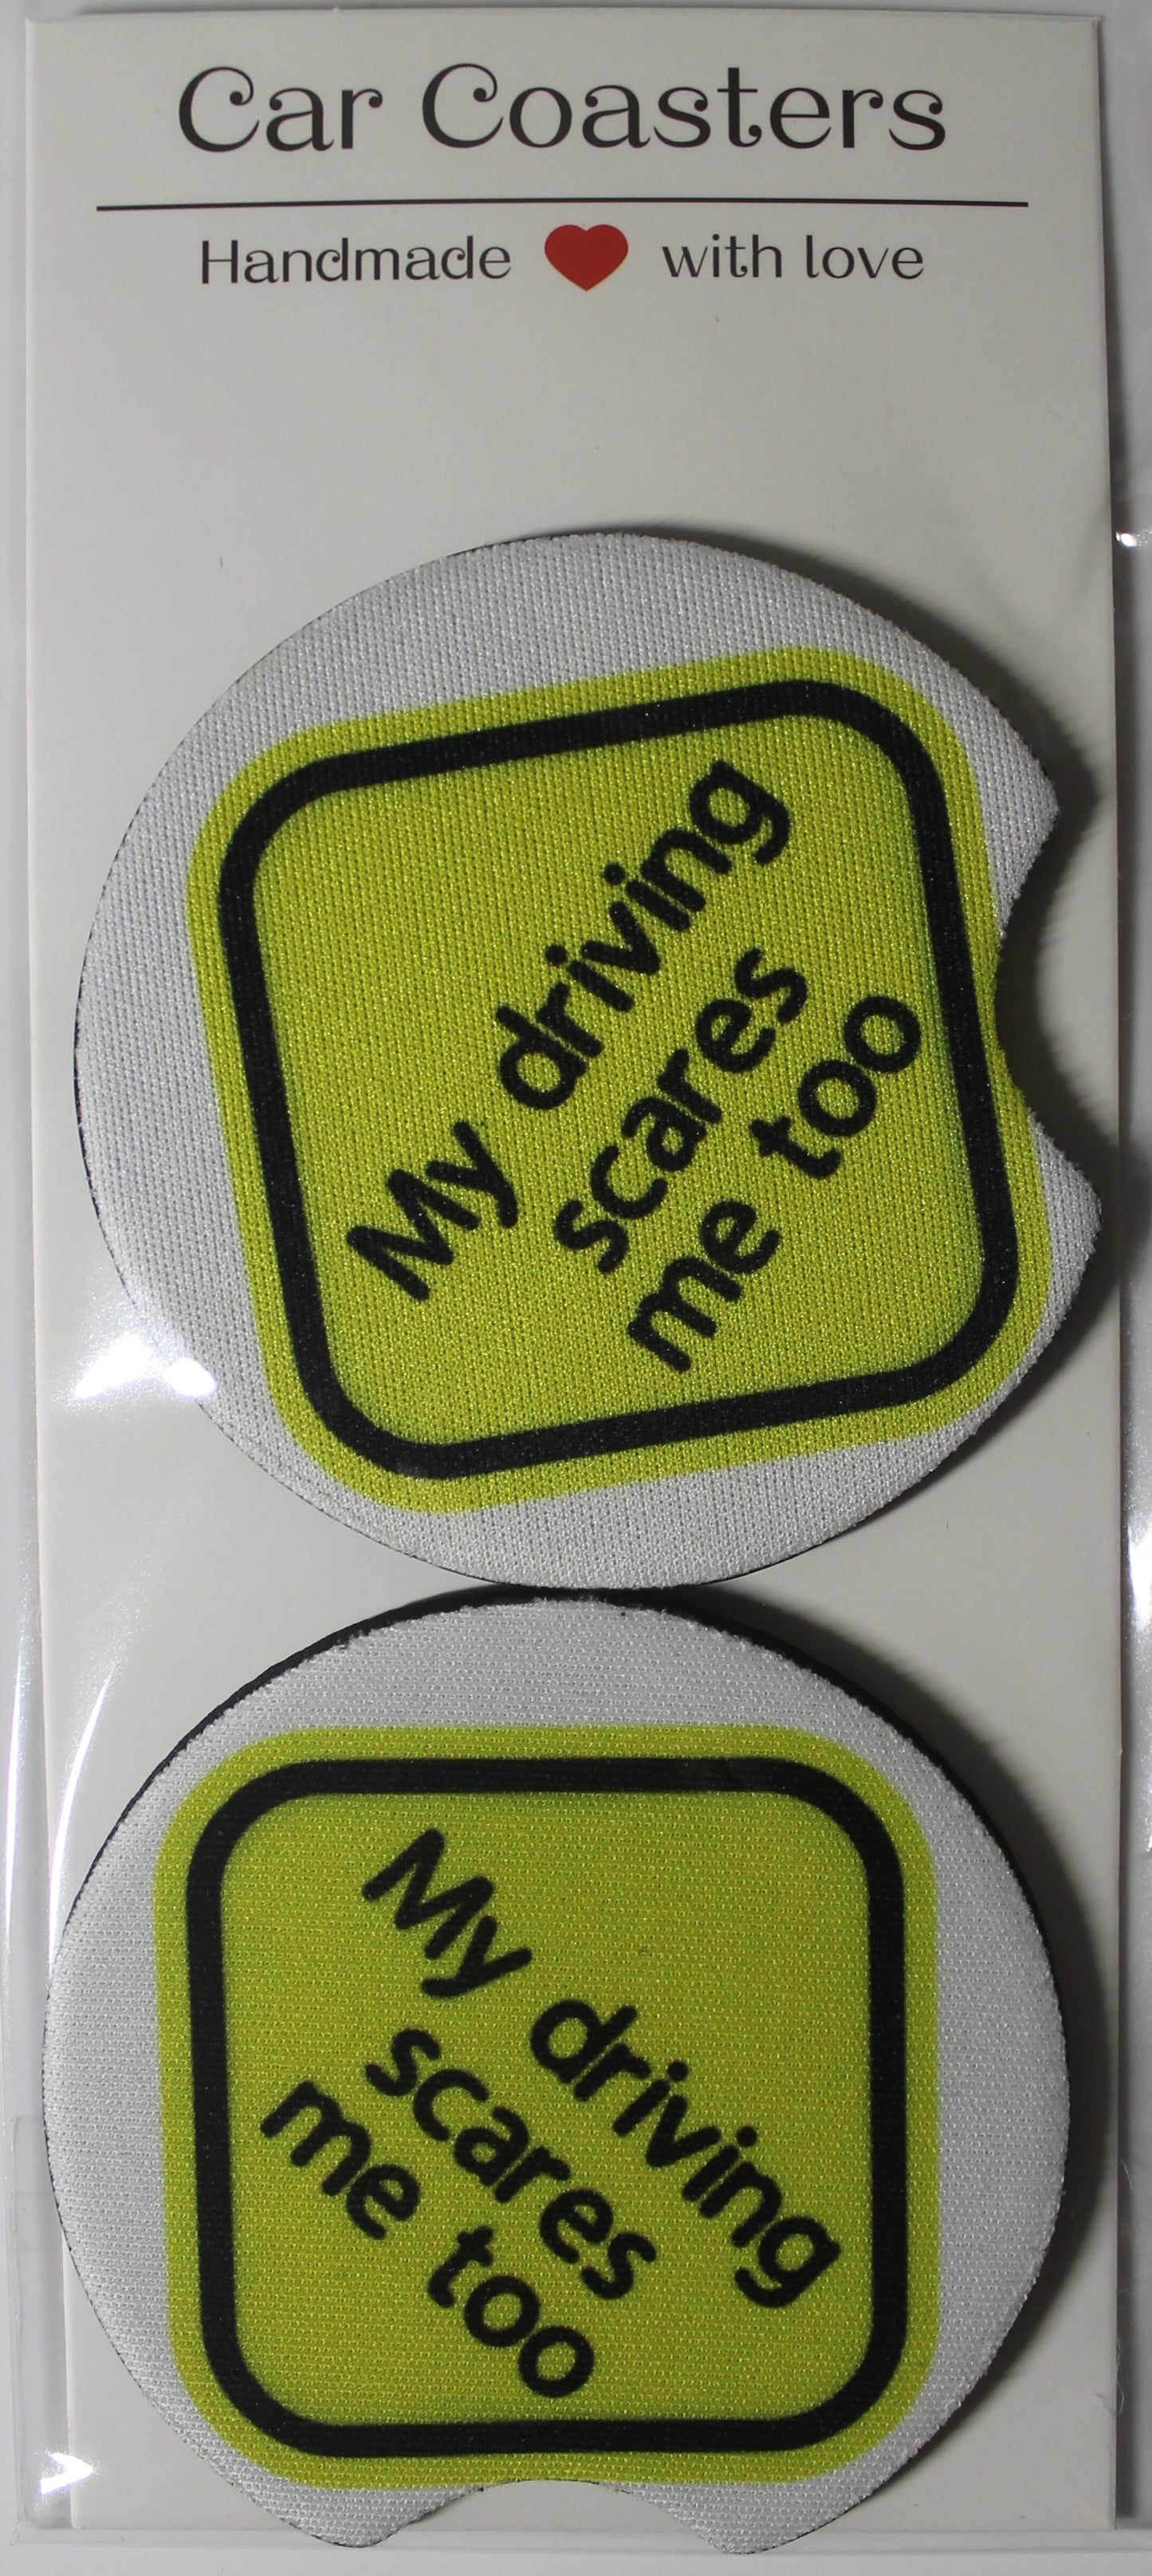 Car Coasters
Handmade with love
My driving
scares
me too
My driving
scares
me too